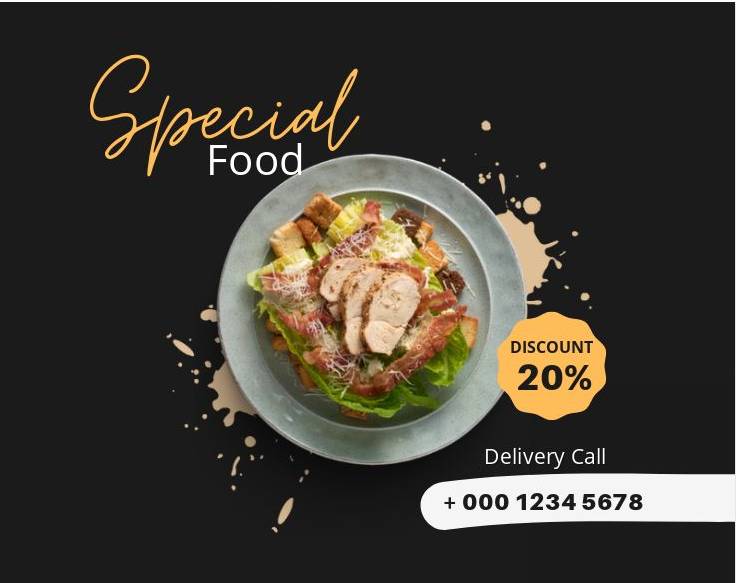 Special
Food
DISCOUNT
20%
Delivery Call
+ 000 1234 5678